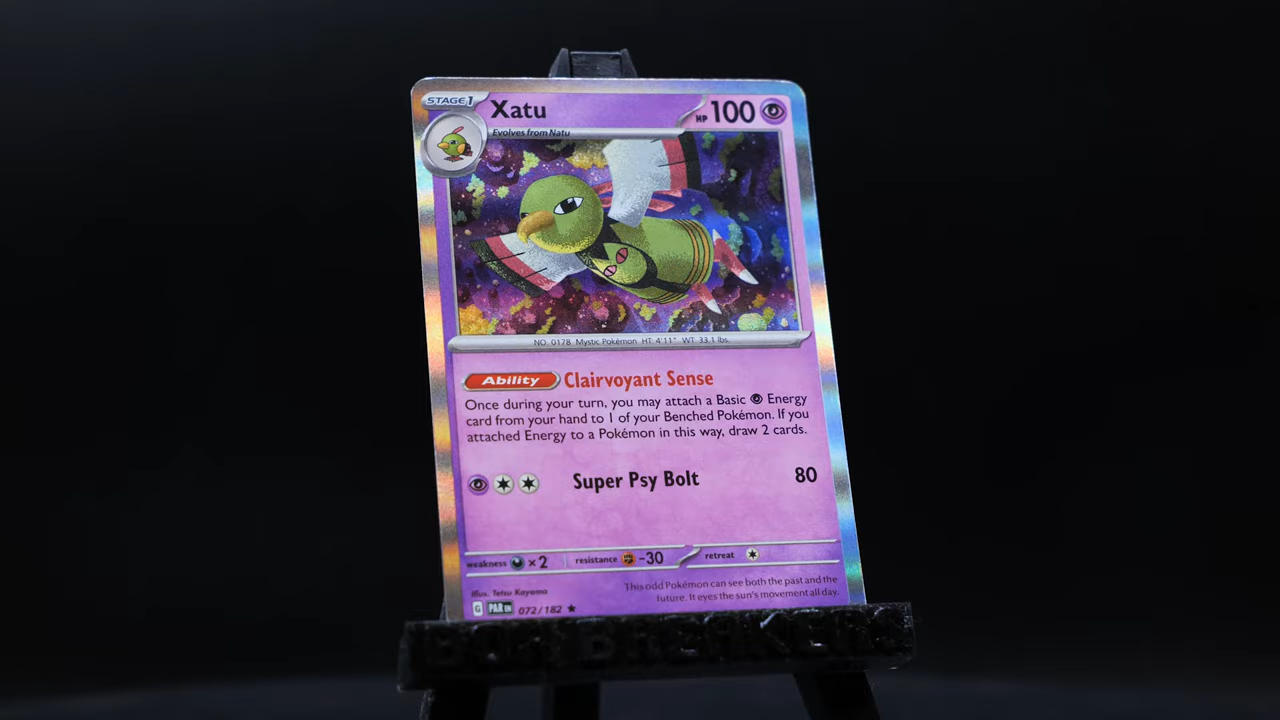 STAGE 1
Xatu
HP 100
Evolves from Natu
NO. 0178 Mystic Pokémon HT: 4'11" WT: 33.1 lbs.
Ability Clairvoyant Sense
Once during your turn, you may attach a Basic Energy
card from your hand to 1 of your Benched Pokémon. If you
attached Energy to a Pokémon in this way, draw 2 cards.
Super Psy Bolt 80
weakness ×2 resistance -30 retreat
This odd Pokémon can see both the past and the
future. It eyes the sun's movement all day.
Illus. Tetsu Kayama
G PAR EN 072/182 ★